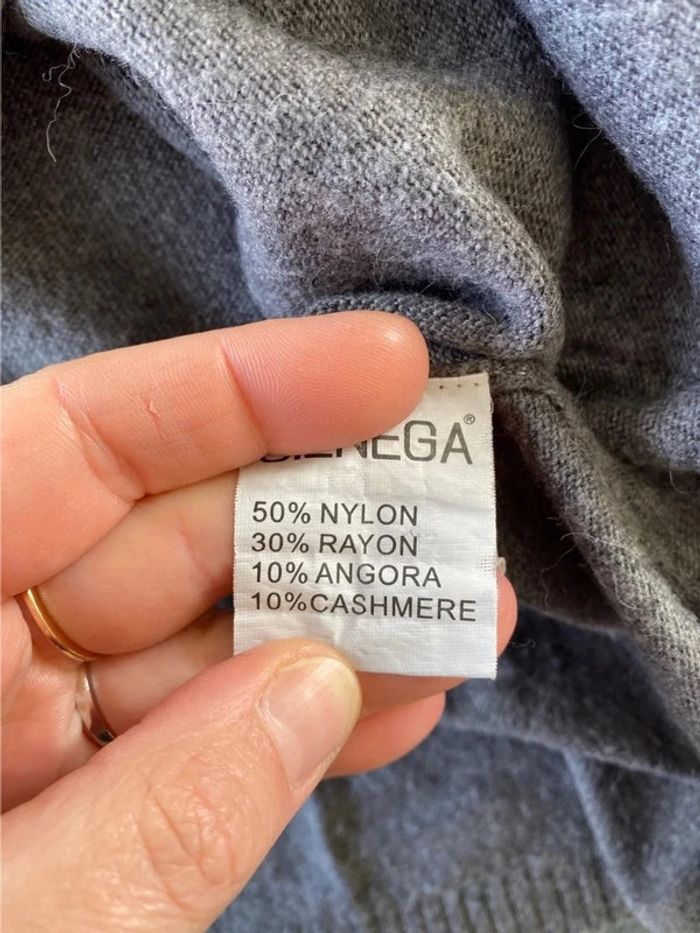 50% NYLON
30% RAYON
10% ANGORA
10%CASHMERE